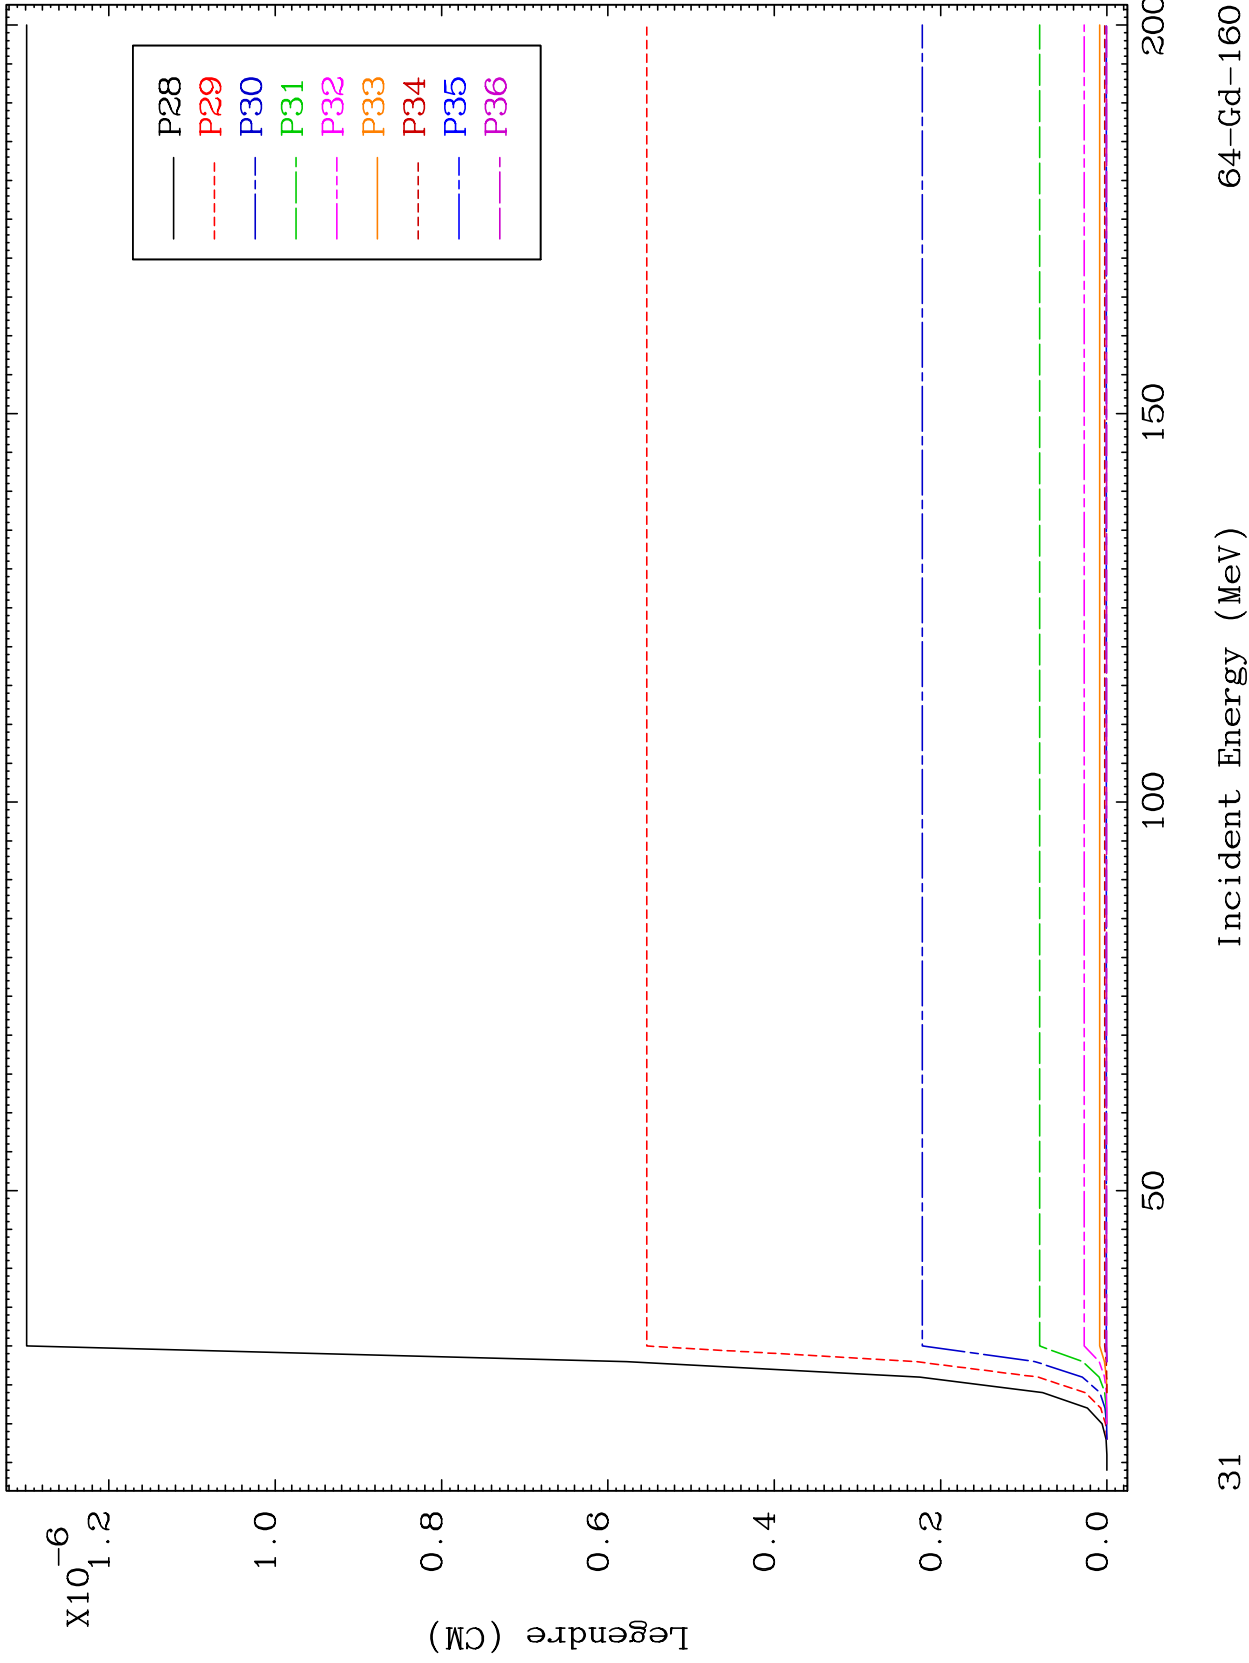 X10-6
1.2
1.0
0.8
0.6
0.4
0.2
0.0
Legendre (CM)
P28
P29
P30
P31
P32
P33
P34
P35
P36
50
100
150
200
31
Incident Energy (MeV)
64-Gd-160